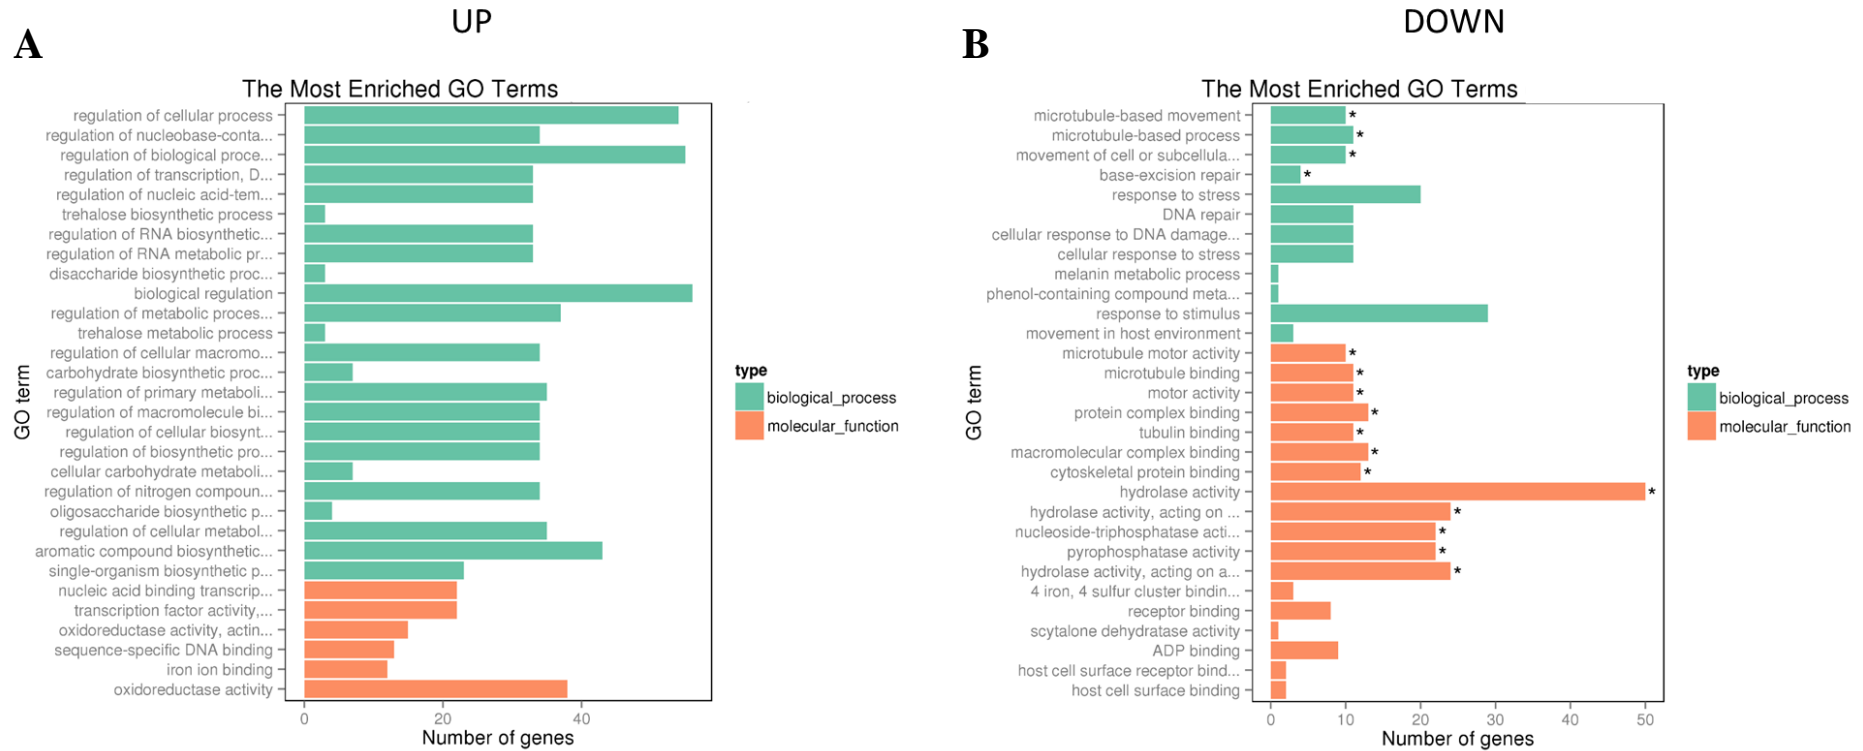 UP
A
The Most Enriched GO Terms
regulation of cellular process
regulation of nucleobase-conta...
regulation of biological proce...
regulation of transcription, D...
regulation of nucleic acid-tem...
trehalose biosynthetic process
regulation of RNA biosynthetic...
regulation of RNA metabolic pr...
disaccharide biosynthetic proc...
biological regulation
regulation of metabolic proces...
trehalose metabolic process
regulation of cellular macromo...
carbohydrate biosynthetic proc...
regulation of primary metaboli...
regulation of macromolecule bi...
regulation of cellular biosynt...
regulation of biosynthetic pro...
cellular carbohydrate metaboli...
regulation of nitrogen compoun...
oligosaccharide biosynthetic p...
regulation of cellular metabol...
aromatic compound biosynthetic...
single-organism biosynthetic p...
nucleic acid binding transcrip...
transcription factor activity,...
oxidoreductase activity, actin...
sequence-specific DNA binding
iron ion binding
oxidoreductase activity
GO term
0 20 40
Number of genes
type
biological_process
molecular_function
DOWN
B
The Most Enriched GO Terms
microtubule-based movement *
microtubule-based process *
movement of cell or subcellula... *
base-excision repair *
response to stress
DNA repair
cellular response to DNA damage...
cellular response to stress
melanin metabolic process
phenol-containing compound meta...
response to stimulus
movement in host environment
microtubule motor activity *
microtubule binding *
motor activity *
protein complex binding *
tubulin binding *
macromolecular complex binding *
cytoskeletal protein binding *
hydrolase activity *
hydrolase activity, acting on ... *
nucleoside-triphosphatase acti... *
pyrophosphatase activity *
hydrolase activity, acting on a... *
4 iron, 4 sulfur cluster bindin...
receptor binding
scytalone dehydratase activity
ADP binding
host cell surface receptor bind...
host cell surface binding
GO term
0 10 20 30 40 50
Number of genes
type
biological_process
molecular_function